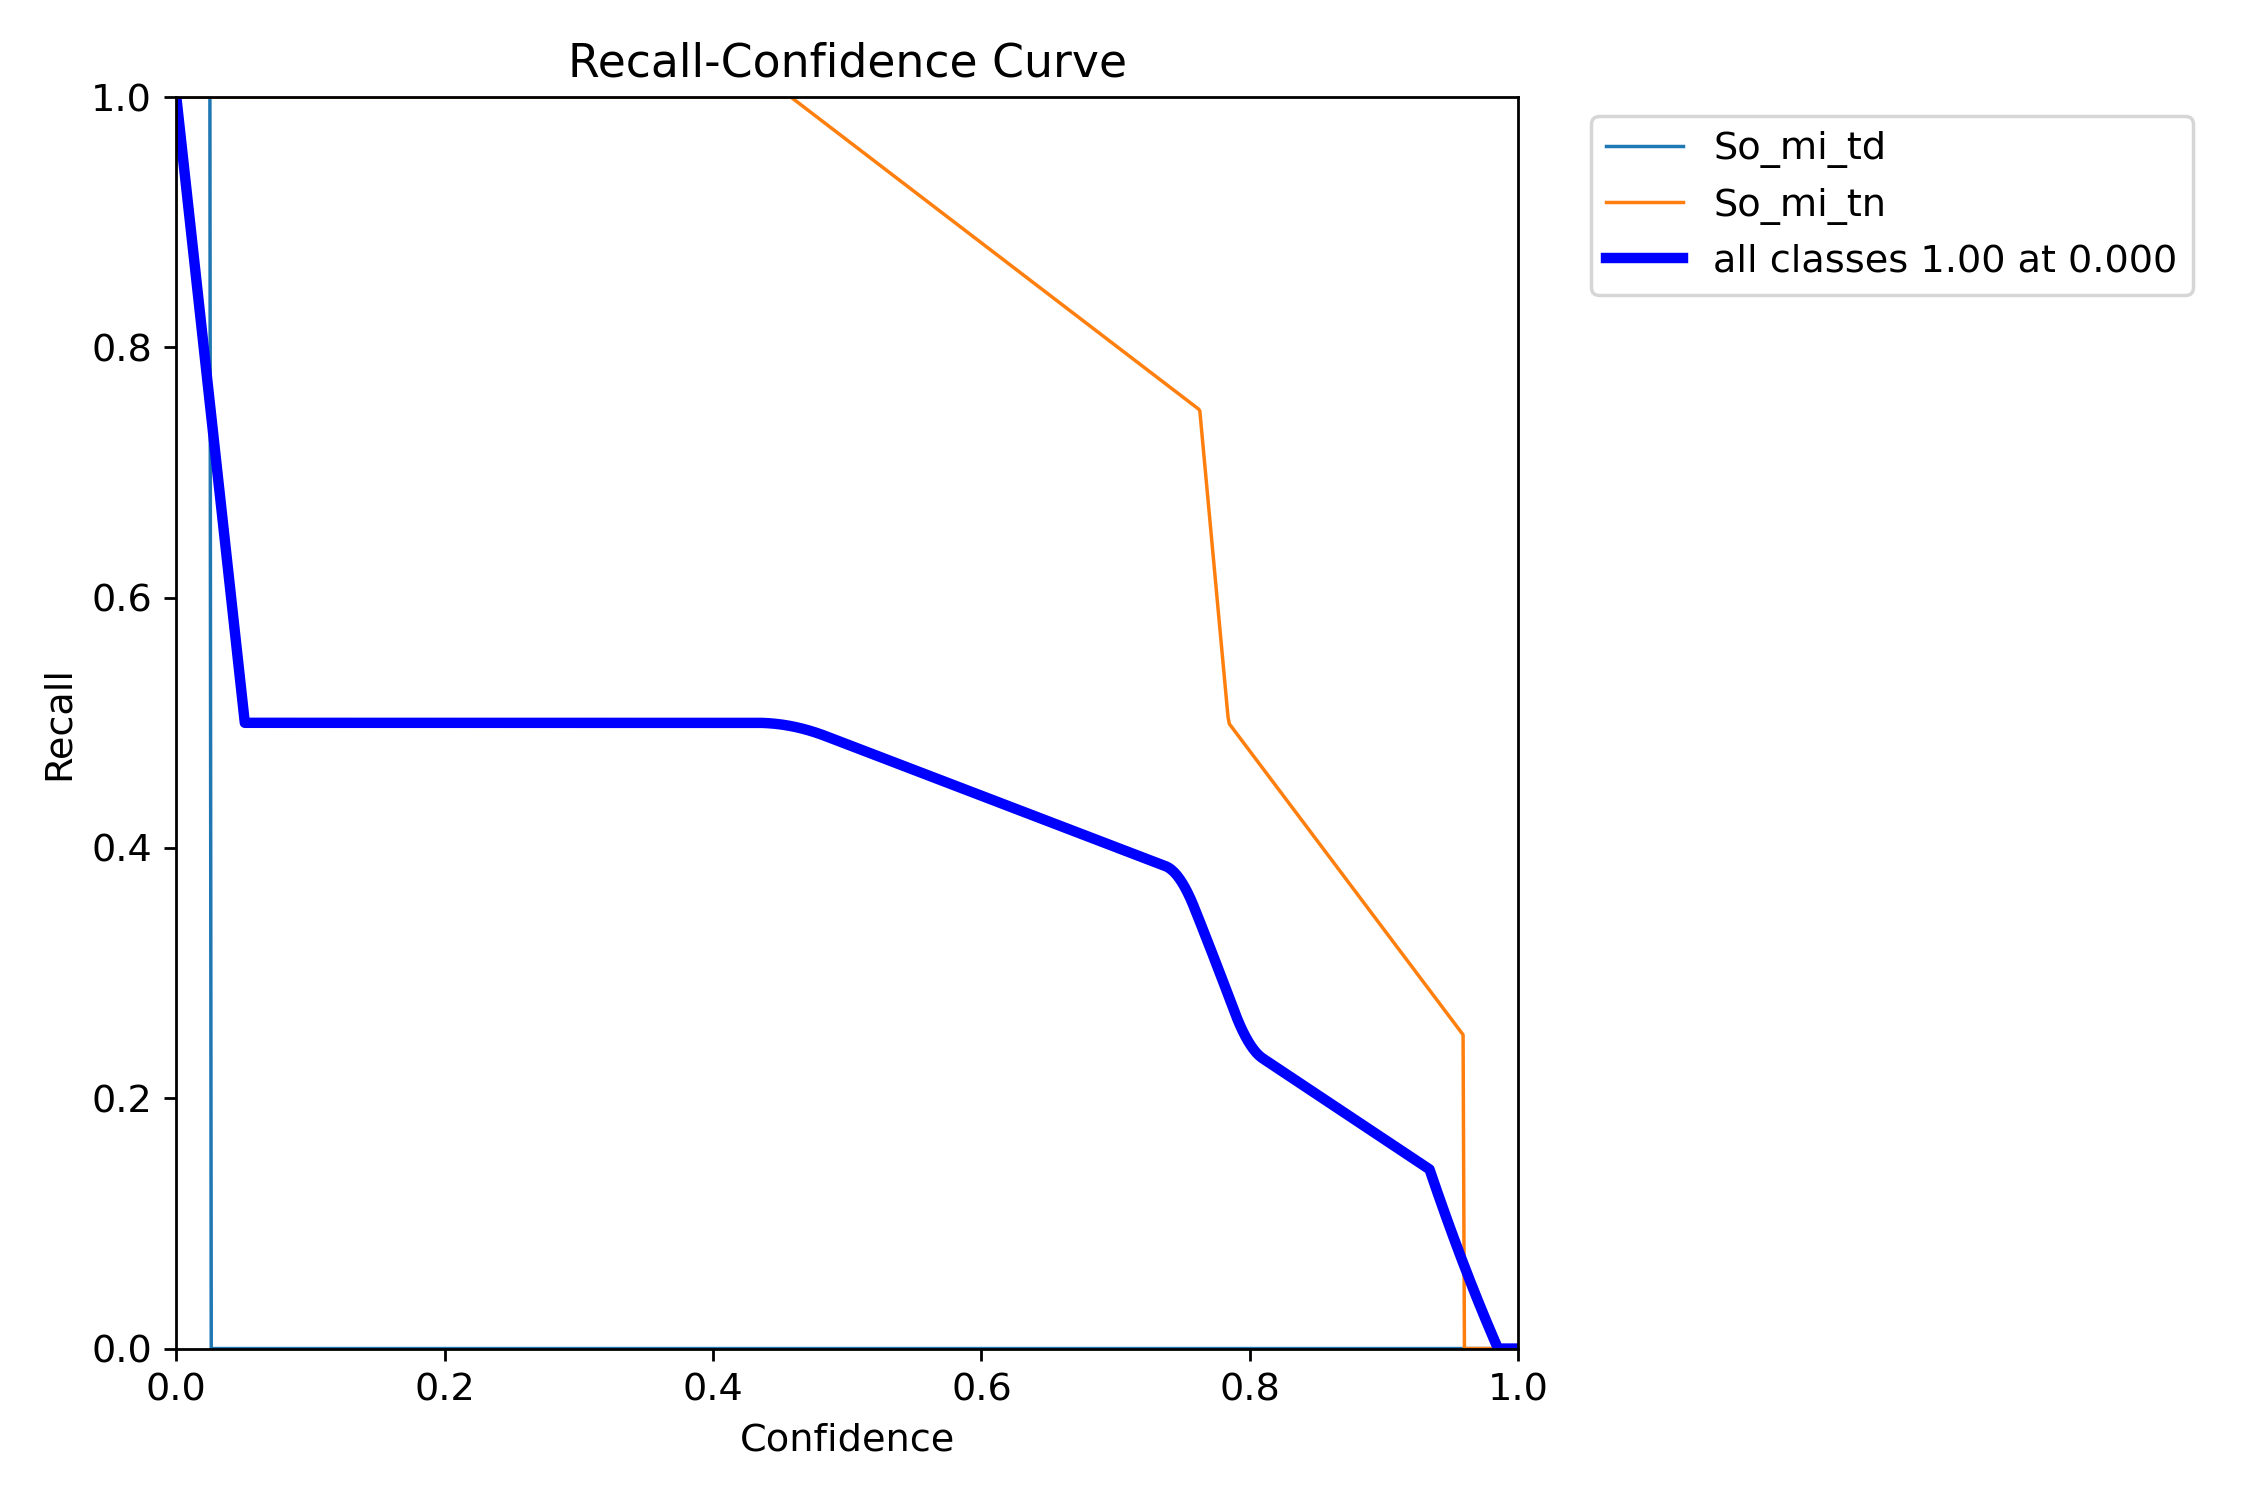 Recall-Confidence Curve
1.0
0.8
0.6
0.4
0.2
0.0
Recall
0.0 0.2 0.4 0.6 0.8 1.0
Confidence
So_mi_td
So_mi_tn
all classes 1.00 at 0.000